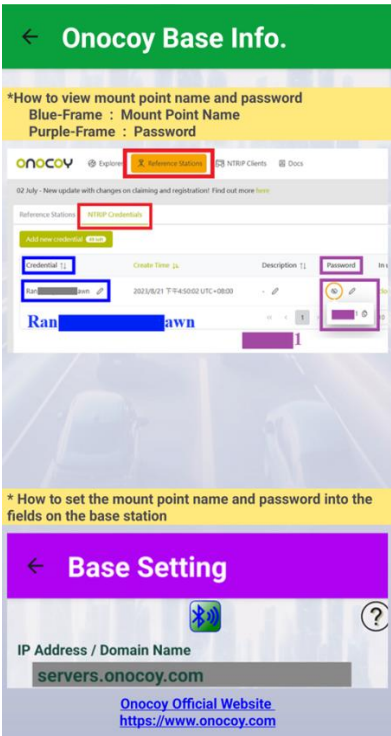 ← Onocoy Base Info.
*How to view mount point name and password
Blue-Frame : Mount Point Name
Purple-Frame : Password
onocoy Explorer Reference Stations NTRIP Clients Docs
02 July - New update with changes on claiming and registration! Find out more here
Reference Stations NTRIP Credentials
Add new credential
Credential ↑↓ Create Time ↑↓ Description ↑↓ Password
Ran awn 2023/8/21 下午4:50:02 UTC+08:00 -
1
Ran awn « < 1
1
* How to set the mount point name and password into the
fields on the base station
← Base Setting
?
IP Address / Domain Name
servers.onocoy.com
Onocoy Official Website
https://www.onocoy.com